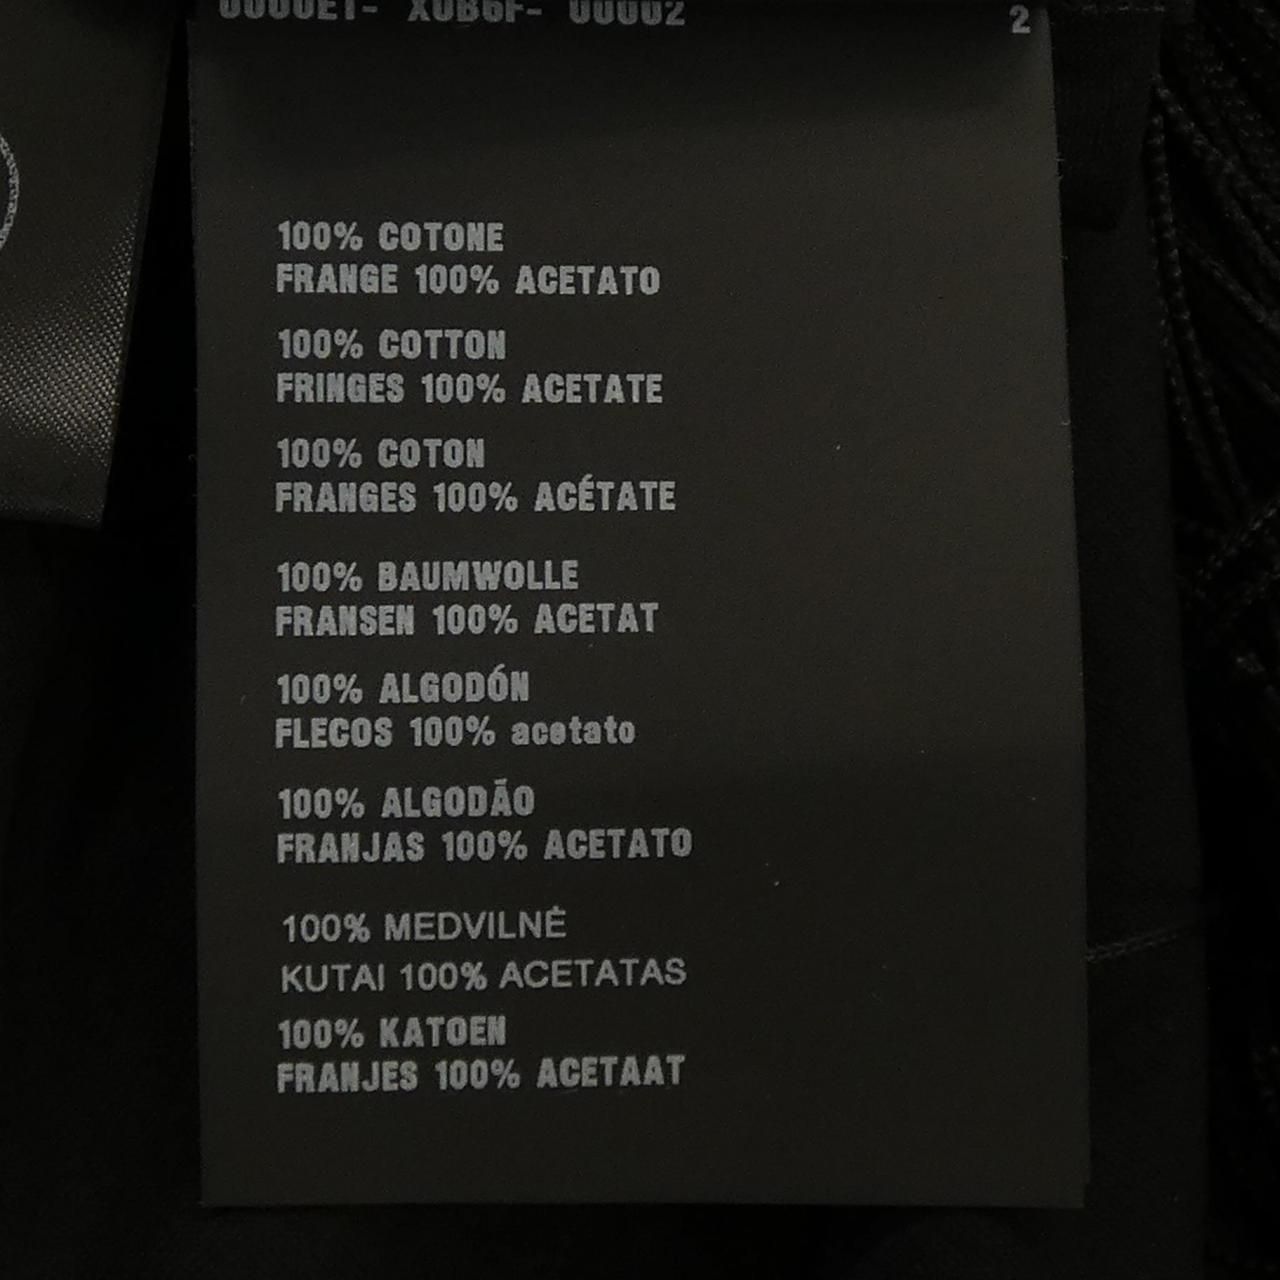 2
100% COTONE
FRANGE 100% ACETATO
100% COTTON
FRINGES 100% ACETATE
100% COTON
FRANGES 100% ACÉTATE
100% BAUMWOLLE
FRANSEN 100% ACETAT
100% ALGODÓN
FLECOS 100% acetato
100% ALGODÃO
FRANJAS 100% ACETATO
100% MEDVILNĖ
KUTAI 100% ACETATAS
100% KATOEN
FRANJES 100% ACETAAT